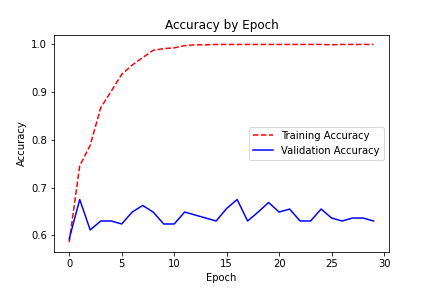 Accuracy by Epoch
1.0
0.9
0.8
0.7
0.6
Accuracy
Training Accuracy
Validation Accuracy
0 5 10 15 20 25 30
Epoch